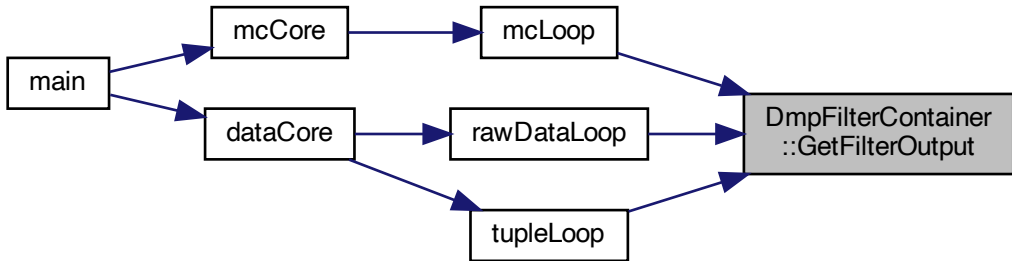 main
mcCore
mcLoop
dataCore
rawDataLoop
tupleLoop
DmpFilterContainer
::GetFilterOutput